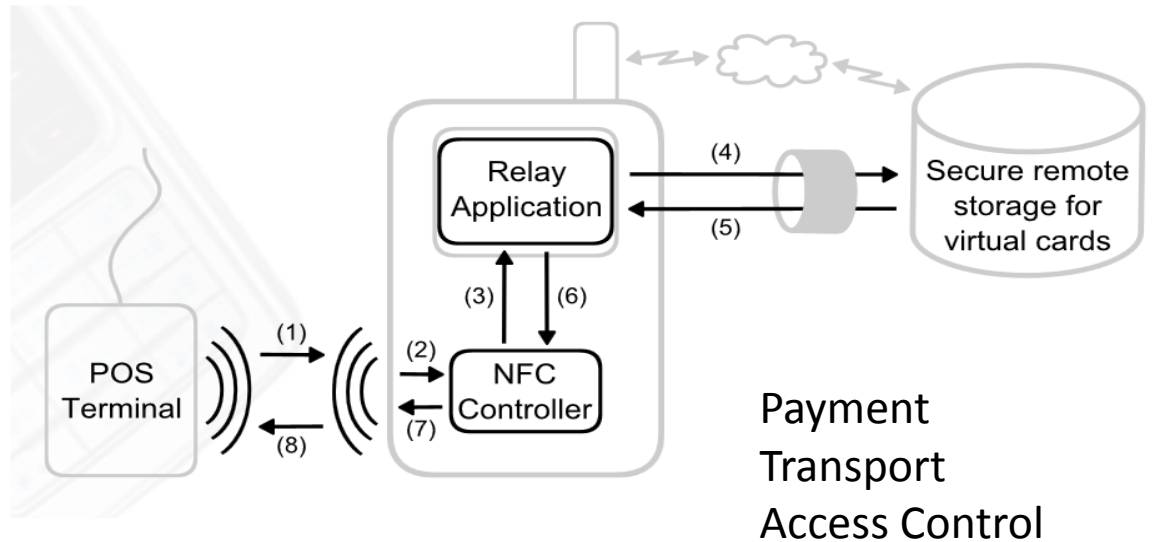 Relay
Application
(4)
(5)
Secure remote
storage for
virtual cards
(3)
(6)
(1)
(2)
POS
Terminal
NFC
Controller
(8)
(7)
Payment
Transport
Access Control